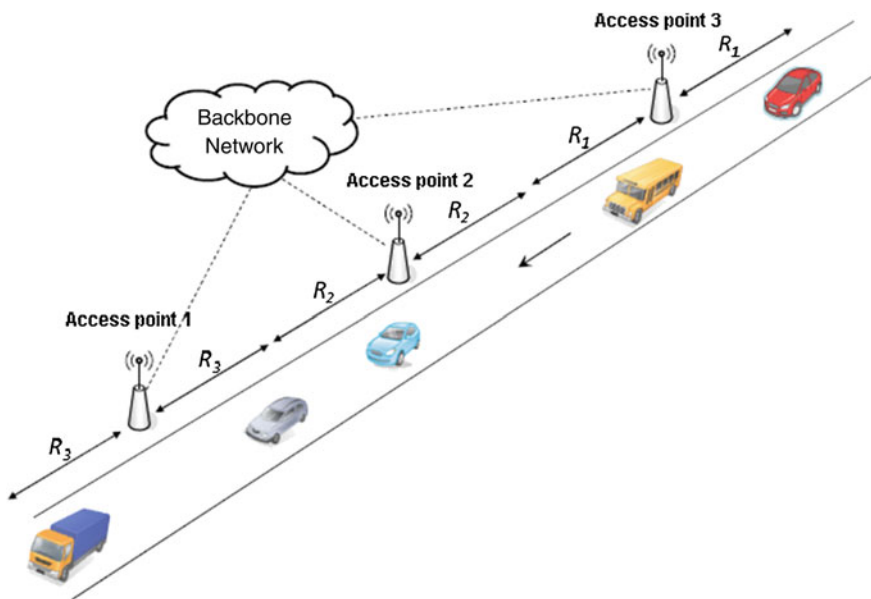 Access point 3
R1
Backbone
Network
R1
Access point 2
R2
R2
Access point 1
R3
R3